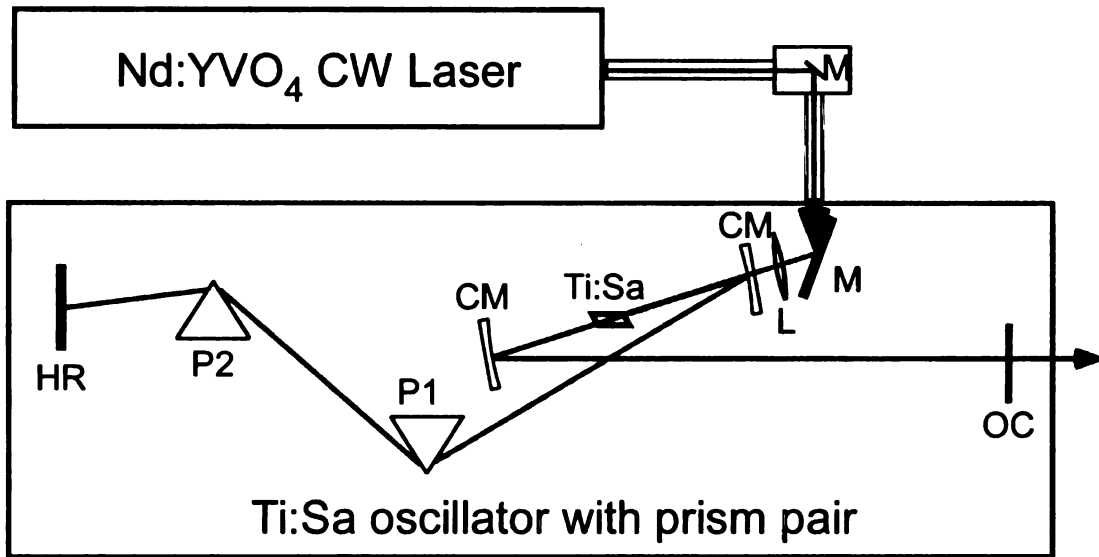 Nd:YVO4 CW Laser
M
CM
M
Ti:Sa
CM
L
HR
P2
P1
OC
Ti:Sa oscillator with prism pair